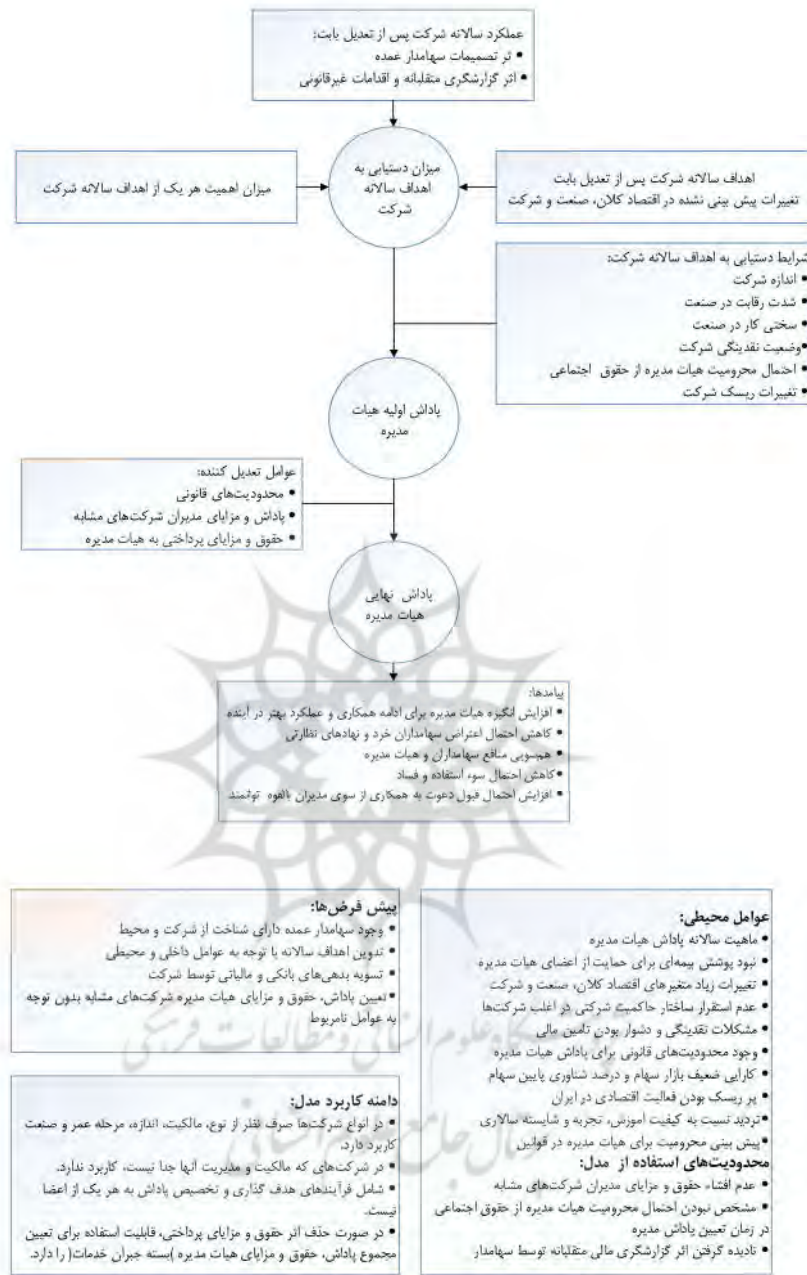 عملکرد سالانه شرکت پس از تعدیل بابت:
• ثر تصمیمات سهامدار عمده
• اثر گزارشگری متقلبانه و اقدامات غیرقانونی
میزان دستیابی به
اهداف سالانه
شرکت
میزان اهمیت هر یک از اهداف سالانه شرکت
اهداف سالانه شرکت پس از تعدیل بابت
تغییرات پیش بینی نشده در اقتصاد کلان، صنعت و شرکت
شرایط دستیابی به اهداف سالانه شرکت:
• اندازه شرکت
• شدت رقابت در صنعت
• سختی کار در صنعت
•وضعیت نقدینگی شرکت
• احتمال محرومیت هیات مدیره از حقوق اجتماعی
• تغییرات ریسک شرکت
پاداش اولیه هیات
مدیره
عوامل تعدیل کننده:
• محدودیت‌های قانونی
• پاداش و مزایای مدیران شرکت‌های مشابه
• حقوق و مزایای پرداختی به هیات مدیره
پاداش نهایی
هیات مدیره
پیامدها:
• افزایش انگیزه هیات مدیره برای ادامه همکاری و عملکرد بهتر در آینده
• کاهش احتمال اعتراض سهامداران خرد و نهادهای نظارتی
• هم‌سویی منافع سهامداران و هیات مدیره
•کاهش احتمال سوء استفاده و فساد
• افزایش احتمال قبول دعوت به همکاری از سوی مدیران بالقوه توانمند
پیش فرض‌ها:
• وجود سهامدار عمده دارای شناخت از شرکت و محیط
• تدوین اهداف سالانه با توجه به عوامل داخلی و محیطی
• تسویه بدهی‌های بانکی و مالیاتی توسط شرکت
•تعیین پاداش، حقوق و مزایای هیات مدیره شرکت‌های مشابه بدون توجه
به عوامل نامربوط
دامنه کاربرد مدل:
• در انواع شرکت‌ها صرف نظر از نوع، مالکیت، اندازه، مرحله عمر و صنعت
کاربرد دارد.
• در شرکت‌های که مالکیت و مدیریت آنها جدا نیست، کاربرد ندارد.
• شامل فرآیندهای هدف گذاری و تخصیص پاداش به هر یک از اعضا
نیست.
• در صورت حذف اثر حقوق و مزایای پرداختی، قابلیت استفاده برای تعیین
مجموع پاداش، حقوق و مزایای هیات مدیره )بسته جبران خدمات( را دارد.
عوامل محیطی:
• ماهیت سالانه پاداش هیات مدیره
• نبود پوشش بیمه‌ای برای حمایت از اعضای هیات مدیره
• تغییرات زیاد متغیرهای اقتصاد کلان، صنعت و شرکت
• عدم استقرار ساختار حاکمیت شرکتی در اغلب شرکت‌ها
• مشکلات نقدینگی و دشوار بودن تامین مالی
• وجود محدودیت‌های قانونی برای پاداش هیات مدیره
• کارایی ضعیف بازار سهام و درصد شناوری پایین سهام
• پر ریسک بودن فعالیت اقتصادی در ایران
•تردید نسبت به کیفیت آموزش، تجربه و شایسته سالاری
•پیش بینی محرومیت برای هیات مدیره در قوانین
محدودیت‌های استفاده از مدل:
• عدم افشاء حقوق و مزایای مدیران شرکت‌های مشابه
• مشخص نبودن احتمال محرومیت هیات مدیره از حقوق اجتماعی
در زمان تعیین پاداش مدیره
• نادیده گرفتن اثر گزارشگری مالی متقلبانه توسط سهامدار